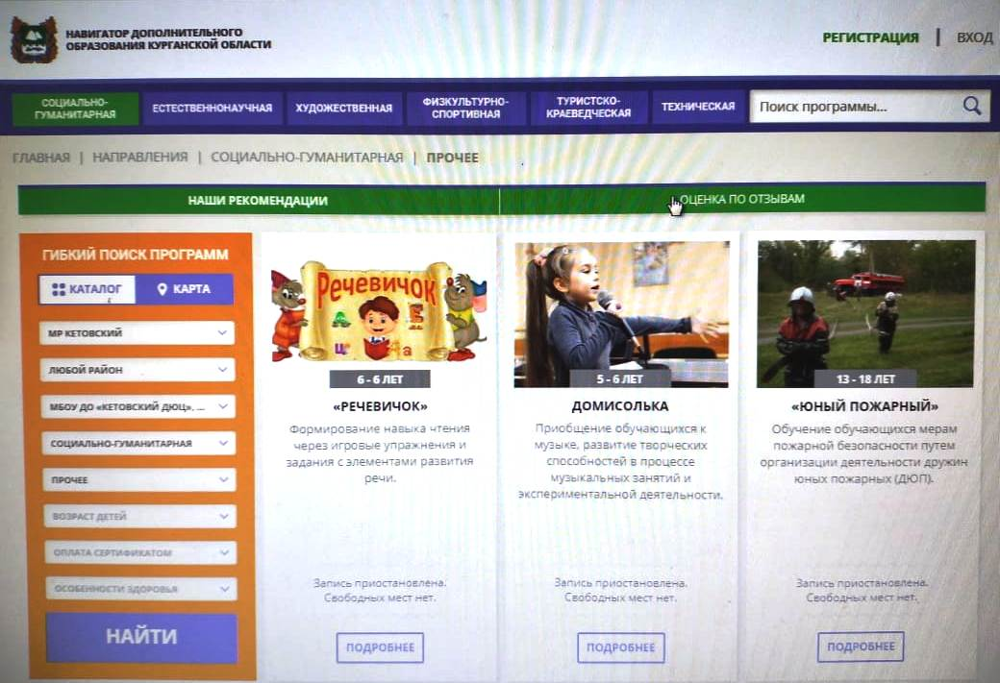 НАВИГАТОР ДОПОЛНИТЕЛЬНОГО
ОБРАЗОВАНИЯ КУРГАНСКОЙ ОБЛАСТИ
РЕГИСТРАЦИЯ | ВХОД
СОЦИАЛЬНО-
ГУМАНИТАРНАЯ
ЕСТЕСТВЕННОНАУЧНАЯ
ХУДОЖЕСТВЕННАЯ
ФИЗКУЛЬТУРНО-
СПОРТИВНАЯ
ТУРИСТСКО-
КРАЕВЕДЧЕСКАЯ
ТЕХНИЧЕСКАЯ
Поиск программы...
ГЛАВНАЯ | НАПРАВЛЕНИЯ | СОЦИАЛЬНО-ГУМАНИТАРНАЯ | ПРОЧЕЕ
НАШИ РЕКОМЕНДАЦИИ
ОЦЕНКА ПО ОТЗЫВАМ
ГИБКИЙ ПОИСК ПРОГРАММ
КАТАЛОГ
КАРТА
МР КЕТОВСКИЙ
ЛЮБОЙ РАЙОН
МБОУ ДО «КЕТОВСКИЙ ДЮЦ», ...
СОЦИАЛЬНО-ГУМАНИТАРНАЯ
ПРОЧЕЕ
ВОЗРАСТ ДЕТЕЙ
ОПЛАТА СЕРТИФИКАТОМ
ОСОБЕННОСТИ ЗДОРОВЬЯ
НАЙТИ
Речевичок
А
Е
Ц
а
6 - 6 ЛЕТ
«РЕЧЕВИЧОК»
Формирование навыка чтения
через игровые упражнения и
задания с элементами развития
речи.
Запись приостановлена.
Свободных мест нет.
ПОДРОБНЕЕ
5 - 6 ЛЕТ
ДОМИСОЛЬКА
Приобщение обучающихся к
музыке, развитие творческих
способностей в процессе
музыкальных занятий и
экспериментальной деятельности.
Запись приостановлена.
Свободных мест нет.
ПОДРОБНЕЕ
13 - 18 ЛЕТ
«ЮНЫЙ ПОЖАРНЫЙ»
Обучение обучающихся мерам
пожарной безопасности путем
организации деятельности дружин
юных пожарных (ДЮП).
Запись приостановлена.
Свободных мест нет.
ПОДРОБНЕЕ